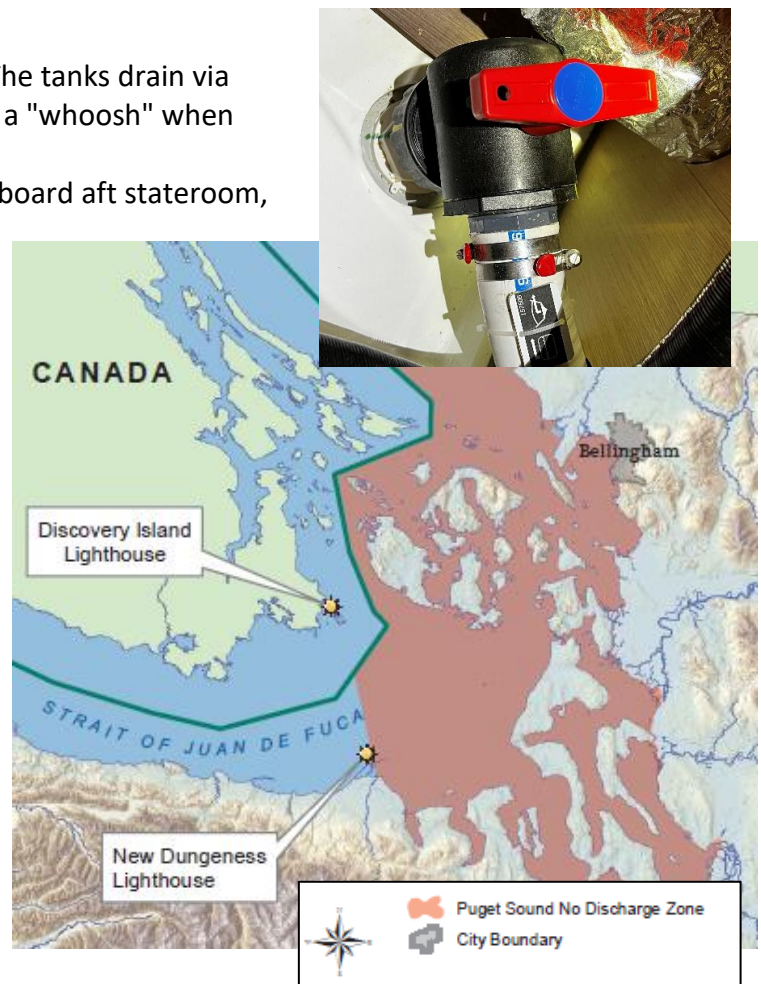 The tanks drain via
a "whoosh" when
board aft stateroom,
CANADA
Bellingham
Discovery Island
Lighthouse
STRAIT OF JUAN DE FUCA
New Dungeness
Lighthouse
Puget Sound No Discharge Zone
City Boundary